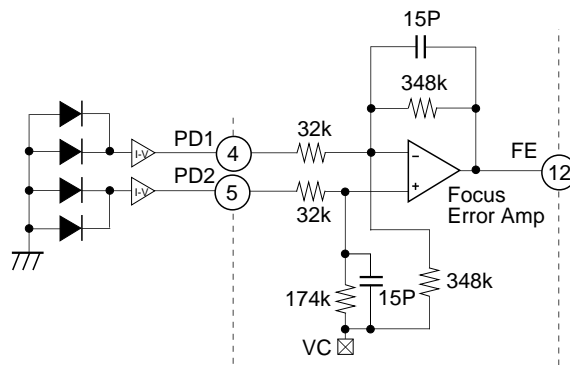 15P
348k
32k
PD1
4
I-V
FE
12
PD2
5
I-V
32k
Focus
Error Amp
174k
15P
348k
VC